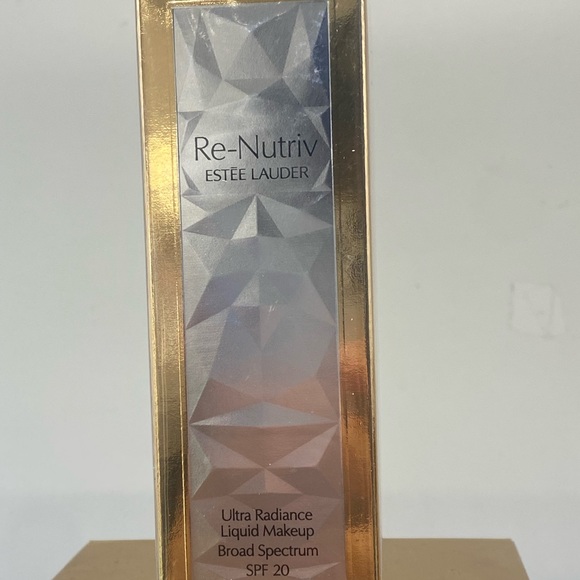 Re-Nutriv
ESTĒE LAUDER
Ultra Radiance
Liquid Makeup
Broad Spectrum
SPF 20